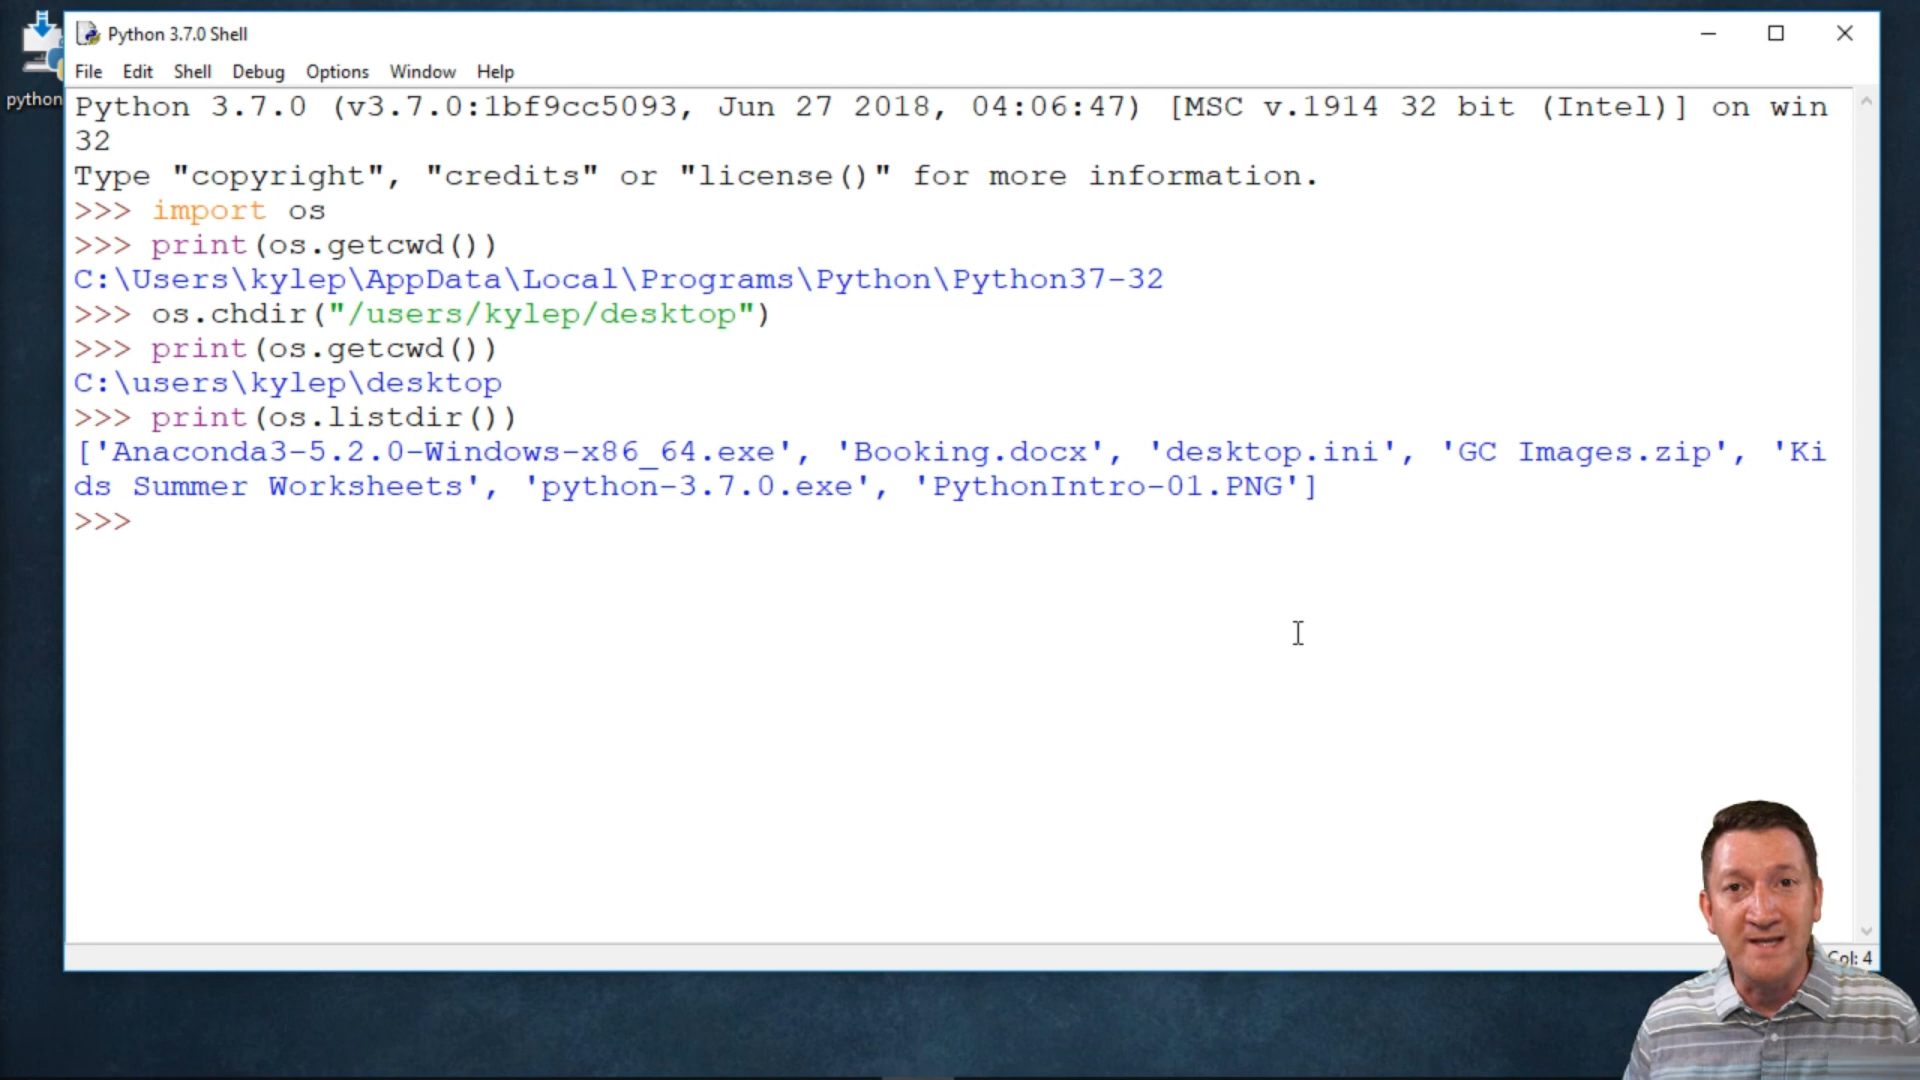 Python 3.7.0 Shell
File Edit Shell Debug Options Window Help
python
Python 3.7.0 (v3.7.0:1bf9cc5093, Jun 27 2018, 04:06:47) [MSC v.1914 32 bit (Intel)] on win
32
Type "copyright", "credits" or "license()" for more information.
>>> import os
>>> print(os.getcwd())
C:\Users\kylep\AppData\Local\Programs\Python\Python37-32
>>> os.chdir("/users/kylep/desktop")
>>> print(os.getcwd())
C:\users\kylep\desktop
>>> print(os.listdir())
['Anaconda3-5.2.0-Windows-x86_64.exe', 'Booking.docx', 'desktop.ini', 'GC Images.zip', 'Ki
ds Summer Worksheets', 'python-3.7.0.exe', 'PythonIntro-01.PNG']
>>>
Col: 4